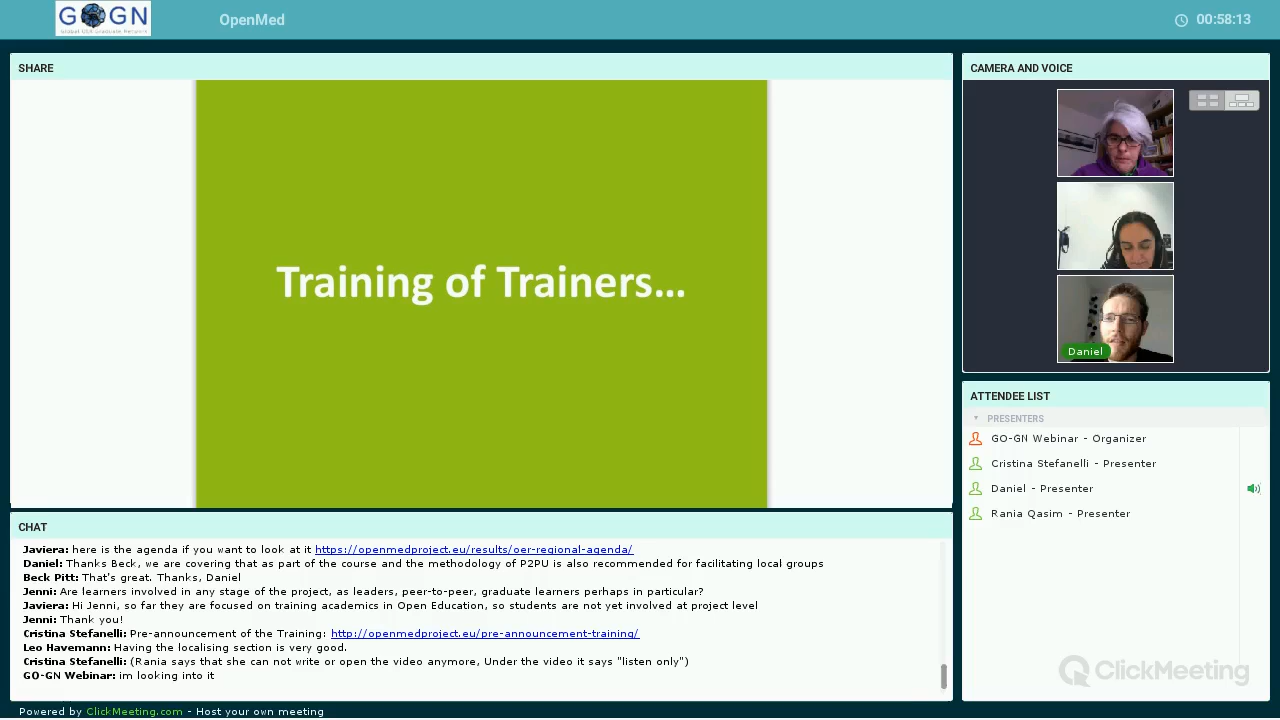 GO GN
Global OER Graduate Network
OpenMed
00:58:13
SHARE
Training of Trainers...
CAMERA AND VOICE
Daniel
ATTENDEE LIST
PRESENTERS
GO-GN Webinar - Organizer
Cristina Stefanelli - Presenter
Daniel - Presenter
Rania Qasim - Presenter
ClickMeeting
CHAT
Javiera: here is the agenda if you want to look at it https://openmedproject.eu/results/oer-regional-agenda/
Daniel: Thanks Beck, we are covering that as part of the course and the methodology of P2PU is also recommended for facilitating local groups
Beck Pitt: That's great. Thanks, Daniel
Jenni: Are learners involved in any stage of the project, as leaders, peer-to-peer, graduate learners perhaps in particular?
Javiera: Hi Jenni, so far they are focused on training academics in Open Education, so students are not yet involved at project level
Jenni: Thank you!
Cristina Stefanelli: Pre-announcement of the Training: http://openmedproject.eu/pre-announcement-training/
Leo Havemann: Having the localising section is very good.
Cristina Stefanelli: (Rania says that she can not write or open the video anymore, Under the video it says "listen only")
GO-GN Webinar: im looking into it
Powered by ClickMeeting.com - Host your own meeting